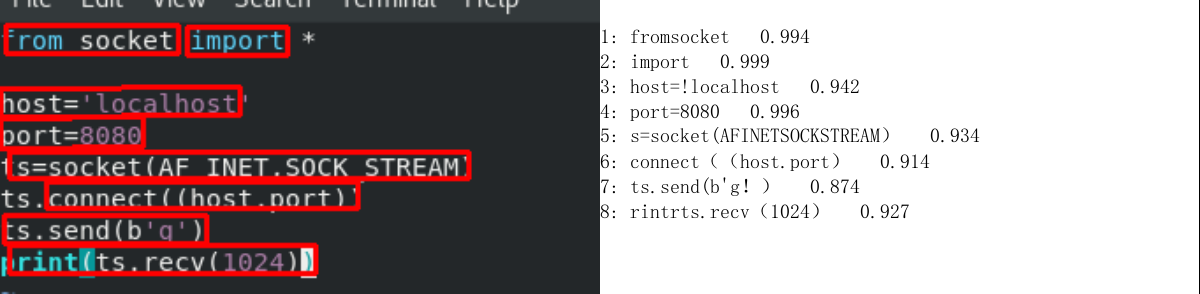 File Edit View Search Terminal Help
from socket import *
host='localhost'
port=8080
ts=socket(AF_INET,SOCK_STREAM)
ts.connect((host,port))
ts.send(b'g')
print(ts.recv(1024))
1: fromsocket 0.994
2: import 0.999
3: host=!localhost 0.942
4: port=8080 0.996
5: s=socket(AFINETSOCKSTREAM) 0.934
6: connect((host.port) 0.914
7: ts.send(b'g!) 0.874
8: rintrts.recv(1024) 0.927